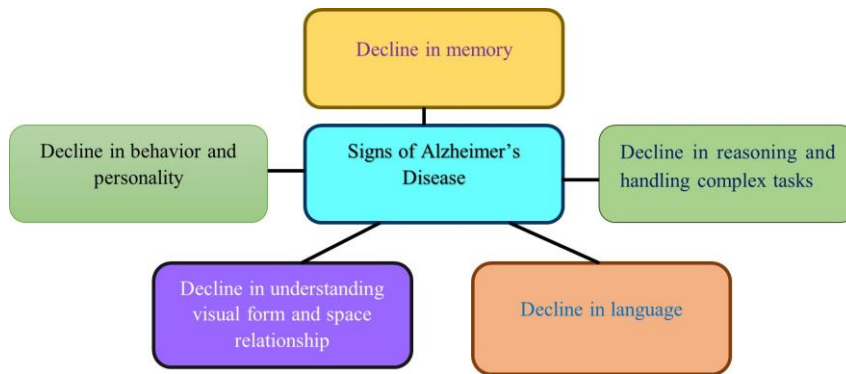 Decline in memory
Decline in behavior and
personality
Signs of Alzheimer’s
Disease
Decline in reasoning and
handling complex tasks
Decline in understanding
visual form and space
relationship
Decline in language